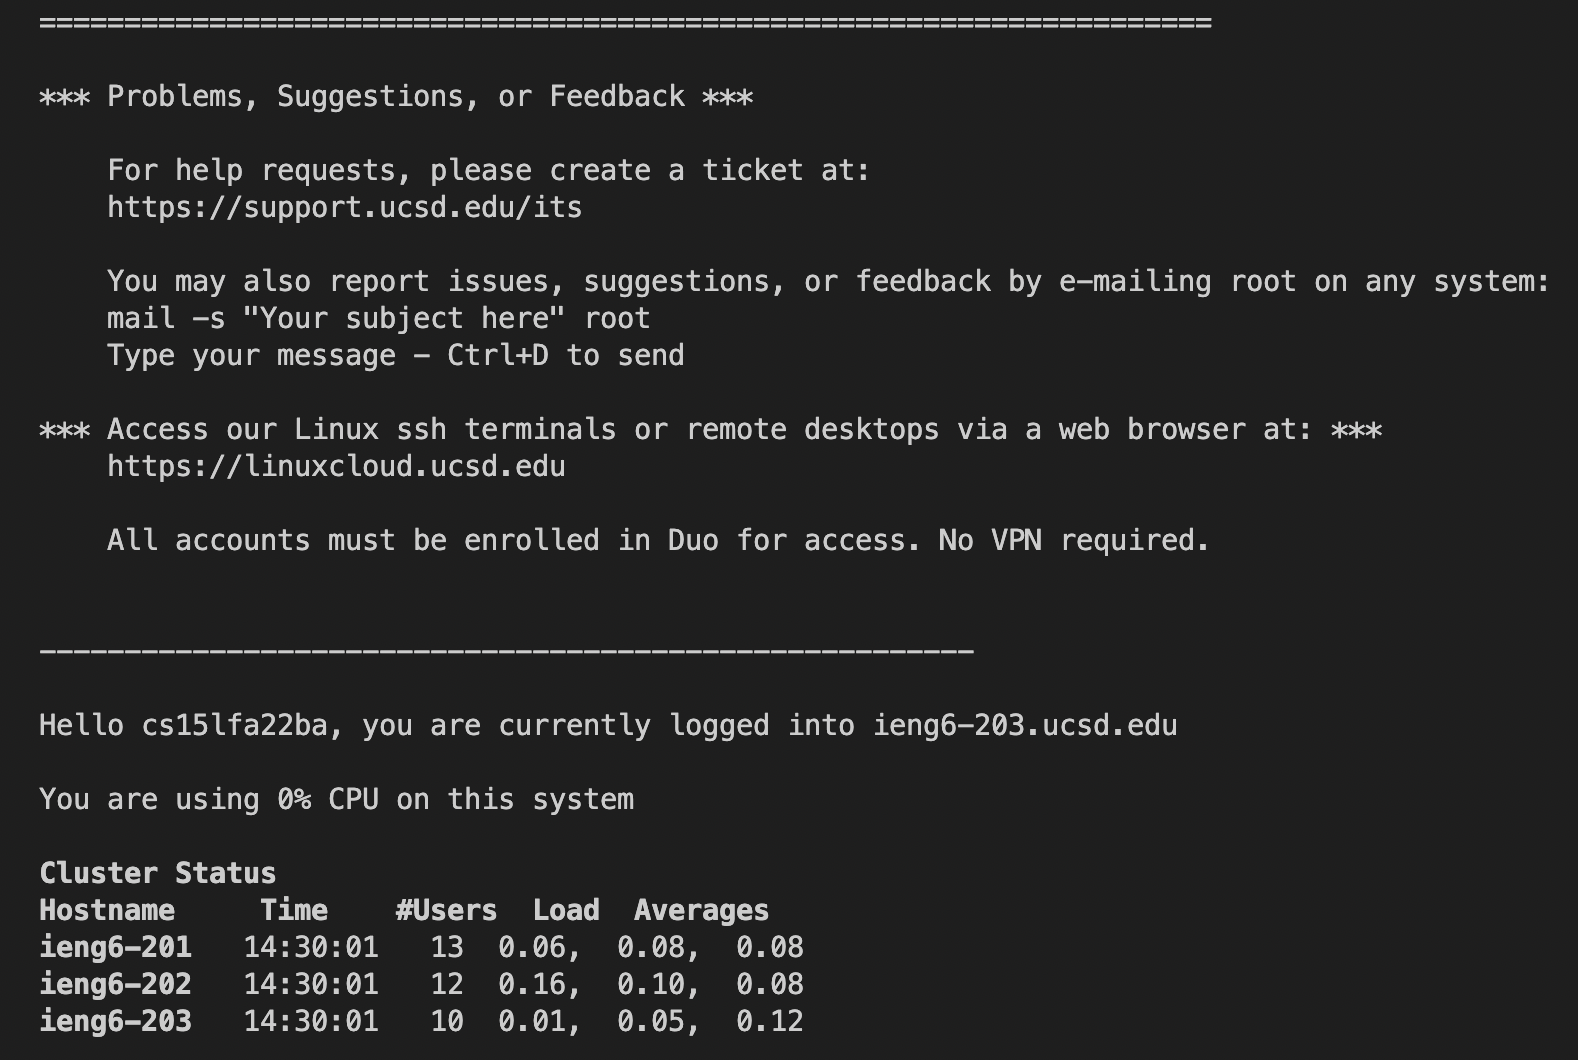 =====================================================================
*** Problems, Suggestions, or Feedback ***
For help requests, please create a ticket at:
https://support.ucsd.edu/its
You may also report issues, suggestions, or feedback by e-mailing root on any system:
mail -s "Your subject here" root
Type your message - Ctrl+D to send
*** Access our Linux ssh terminals or remote desktops via a web browser at: ***
https://linuxcloud.ucsd.edu
All accounts must be enrolled in Duo for access. No VPN required.
-------------------------------------------------------
Hello cs15lfa22ba, you are currently logged into ieng6-203.ucsd.edu
You are using 0% CPU on this system
Cluster Status
Hostname     Time    #Users  Load  Averages
ieng6-201   14:30:01   13  0.06,  0.08,  0.08
ieng6-202   14:30:01   12  0.16,  0.10,  0.08
ieng6-203   14:30:01   10  0.01,  0.05,  0.12